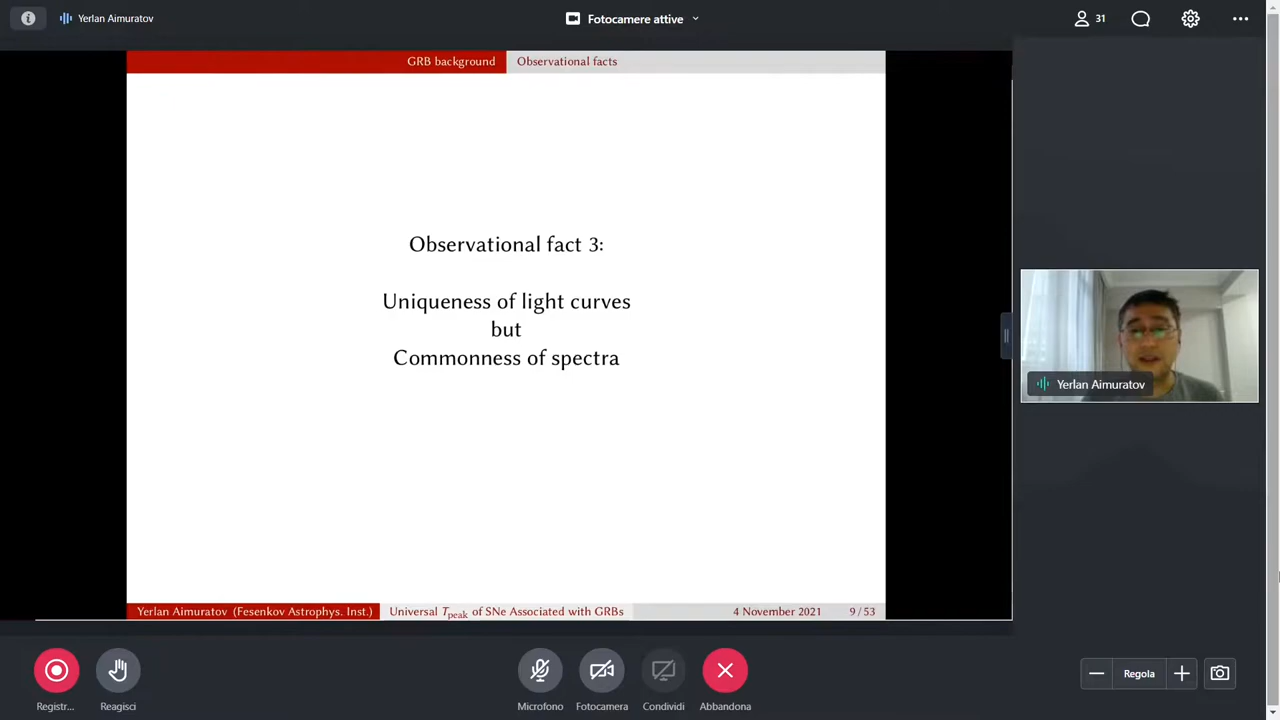 Yerlan Aimuratov
Fotocamere attive
31
GRB background
Observational facts
Observational fact 3:
Uniqueness of light curves
but
Commonness of spectra
Yerlan Aimuratov
Yerlan Aimuratov (Fesenkov Astrophys. Inst.)
Universal Tpeak of SNe Associated with GRBs
4 November 2021
9 / 53
Registr...
Reagisci
Microfono
Fotocamera
Condividi
Abbandona
Regola